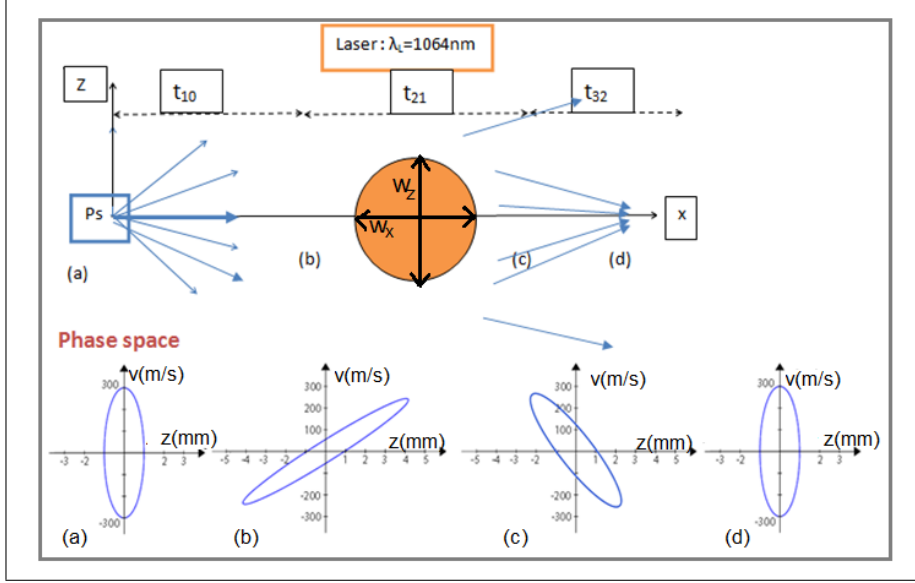 Laser : λL=1064nm
Z
t10
t21
t32
Ps
Wz
Wx
x
(a)
(b)
(c)
(d)
Phase space
300
v(m/s)
z(mm)
-3 -2 2 3
-300
(a)
v(m/s)
300
200
100
z(mm)
-5 -4 -3 -2 1 2 3 4 5
-200
-300
(b)
v(m/s)
300
200
100
z(mm)
-5 -4 -3 -2 1 2 3 4 5
-200
-300
(c)
300
v(m/s)
z(mm)
-3 -2 2 3
-300
(d)